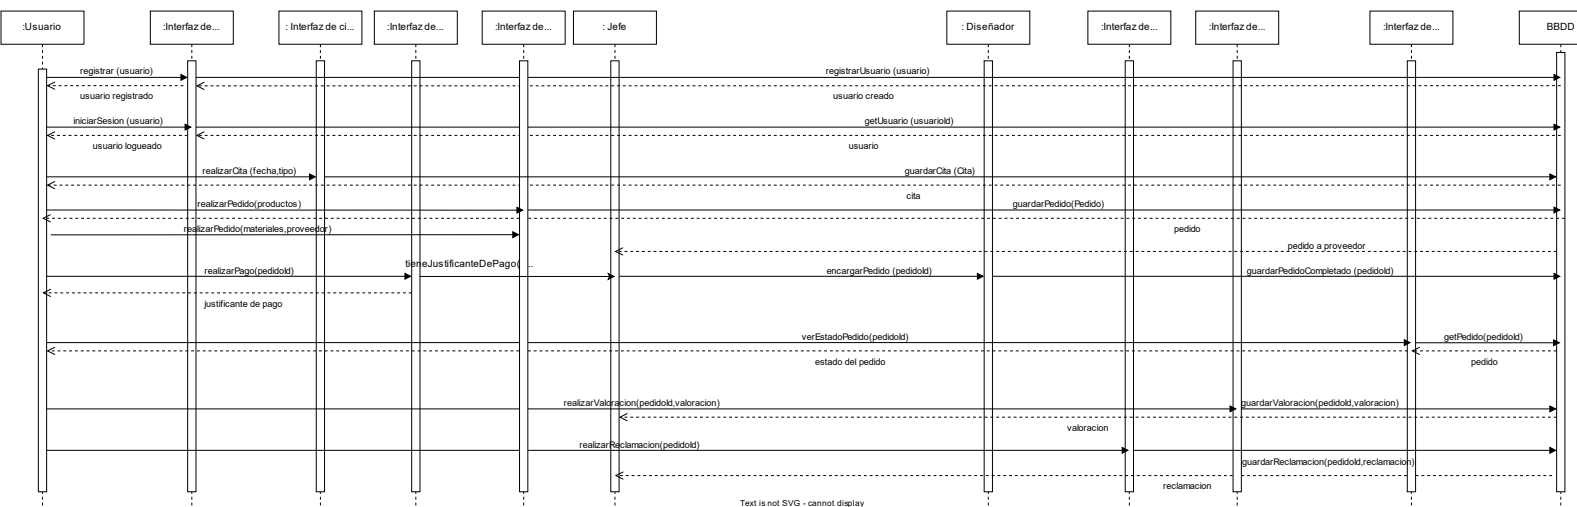 :Usuario
:Interfaz de...
: Interfaz de ci...
:Interfaz de...
:Interfaz de...
: Jefe
: Diseñador
:Interfaz de...
:Interfaz de...
:Interfaz de...
BBDD
registrar (usuario)
registrarUsuario (usuario)
usuario registrado
usuario creado
iniciarSesion (usuario)
getUsuario (usuarioId)
usuario logueado
usuario
realizarCita (fecha,tipo)
guardarCita (Cita)
cita
realizarPedido(productos)
guardarPedido(Pedido)
realizarPedido(materiales,proveedor)
pedido
pedido a proveedor
tieneJustificanteDePago(...
realizarPago(pedidoId)
encargarPedido (pedidoId)
guardarPedidoCompletado (pedidoId)
justificante de pago
verEstadoPedido(pedidoId)
getPedido(pedidoId)
estado del pedido
pedido
realizarValoracion(pedidoId,valoracion)
guardarValoracion(pedidoId,valoracion)
valoracion
realizarReclamacion(pedidoId)
guardarReclamacion(pedidoId,reclamacion)
reclamacion
Text is not SVG - cannot display